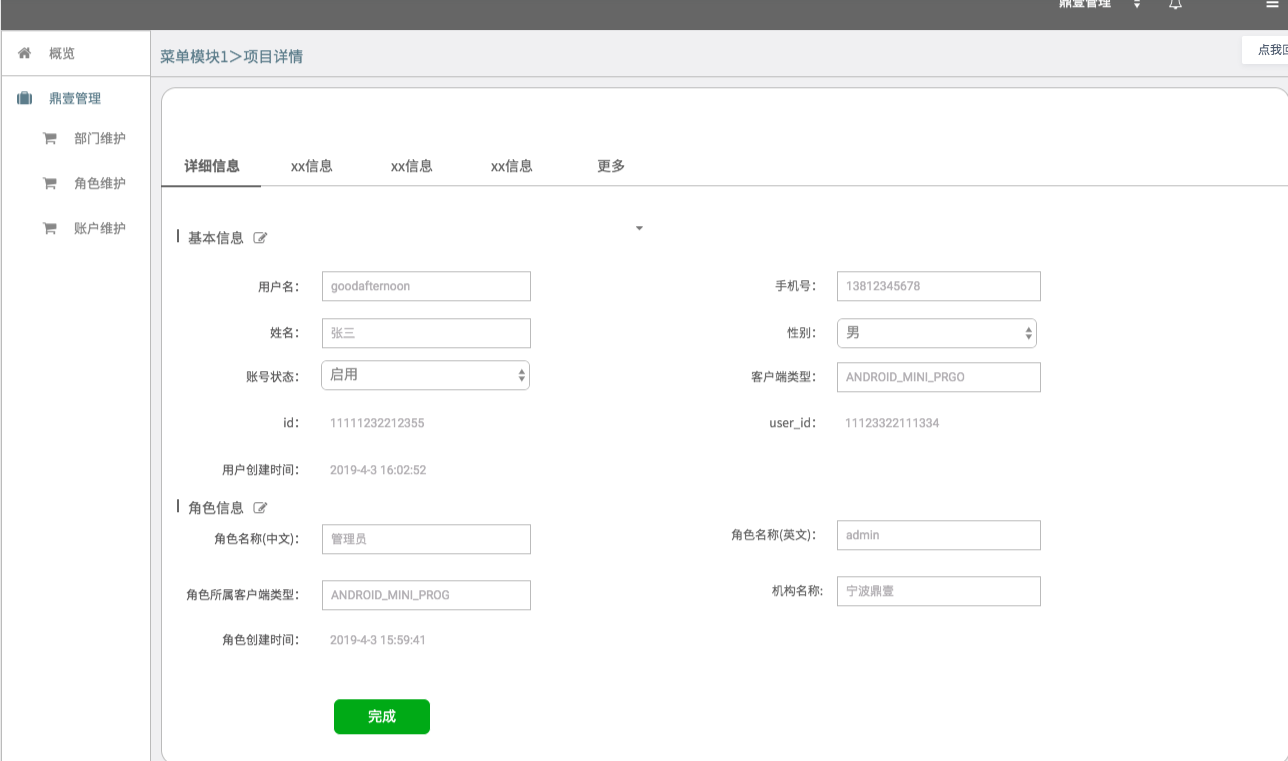 鼎壹管理
概览
菜单模块1>项目详情
点我回
鼎壹管理
部门维护
角色维护
账户维护
详细信息 xx信息 xx信息 xx信息 更多
基本信息
用户名： goodafternoon 手机号： 13812345678
姓名： 张三 性别： 男
账号状态： 启用 客户端类型： ANDROID_MINI_PRGO
id： 11111232212355 user_id： 11123322111334
用户创建时间： 2019-4-3 16:02:52
角色信息
角色名称(中文)： 管理员 角色名称(英文)： admin
角色所属客户端类型： ANDROID_MINI_PROG 机构名称: 宁波鼎壹
角色创建时间： 2019-4-3 15:59:41
完成